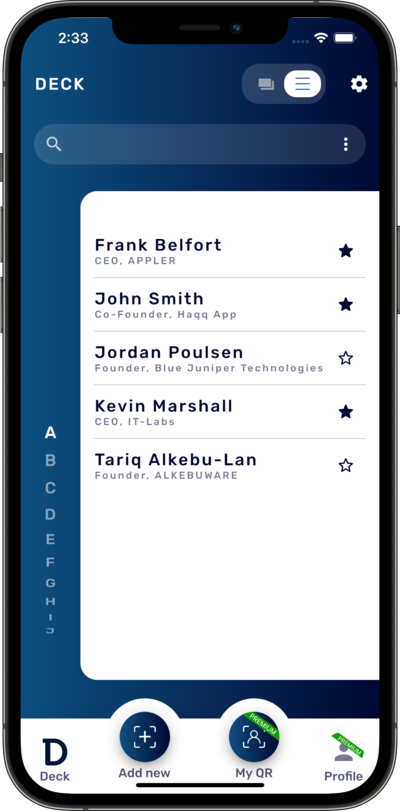 2:33
DECK
Frank Belfort
CEO, APPLER
John Smith
Co-Founder, Haqq App
Jordan Poulsen
Founder, Blue Juniper Technologies
Kevin Marshall
CEO, IT-Labs
Tariq Alkebu-Lan
Founder, ALKEBUWARE
A
B
C
D
E
F
G
H
I
J
D
Deck
Add new
PREMIUM
My QR
PREMIUM
Profile